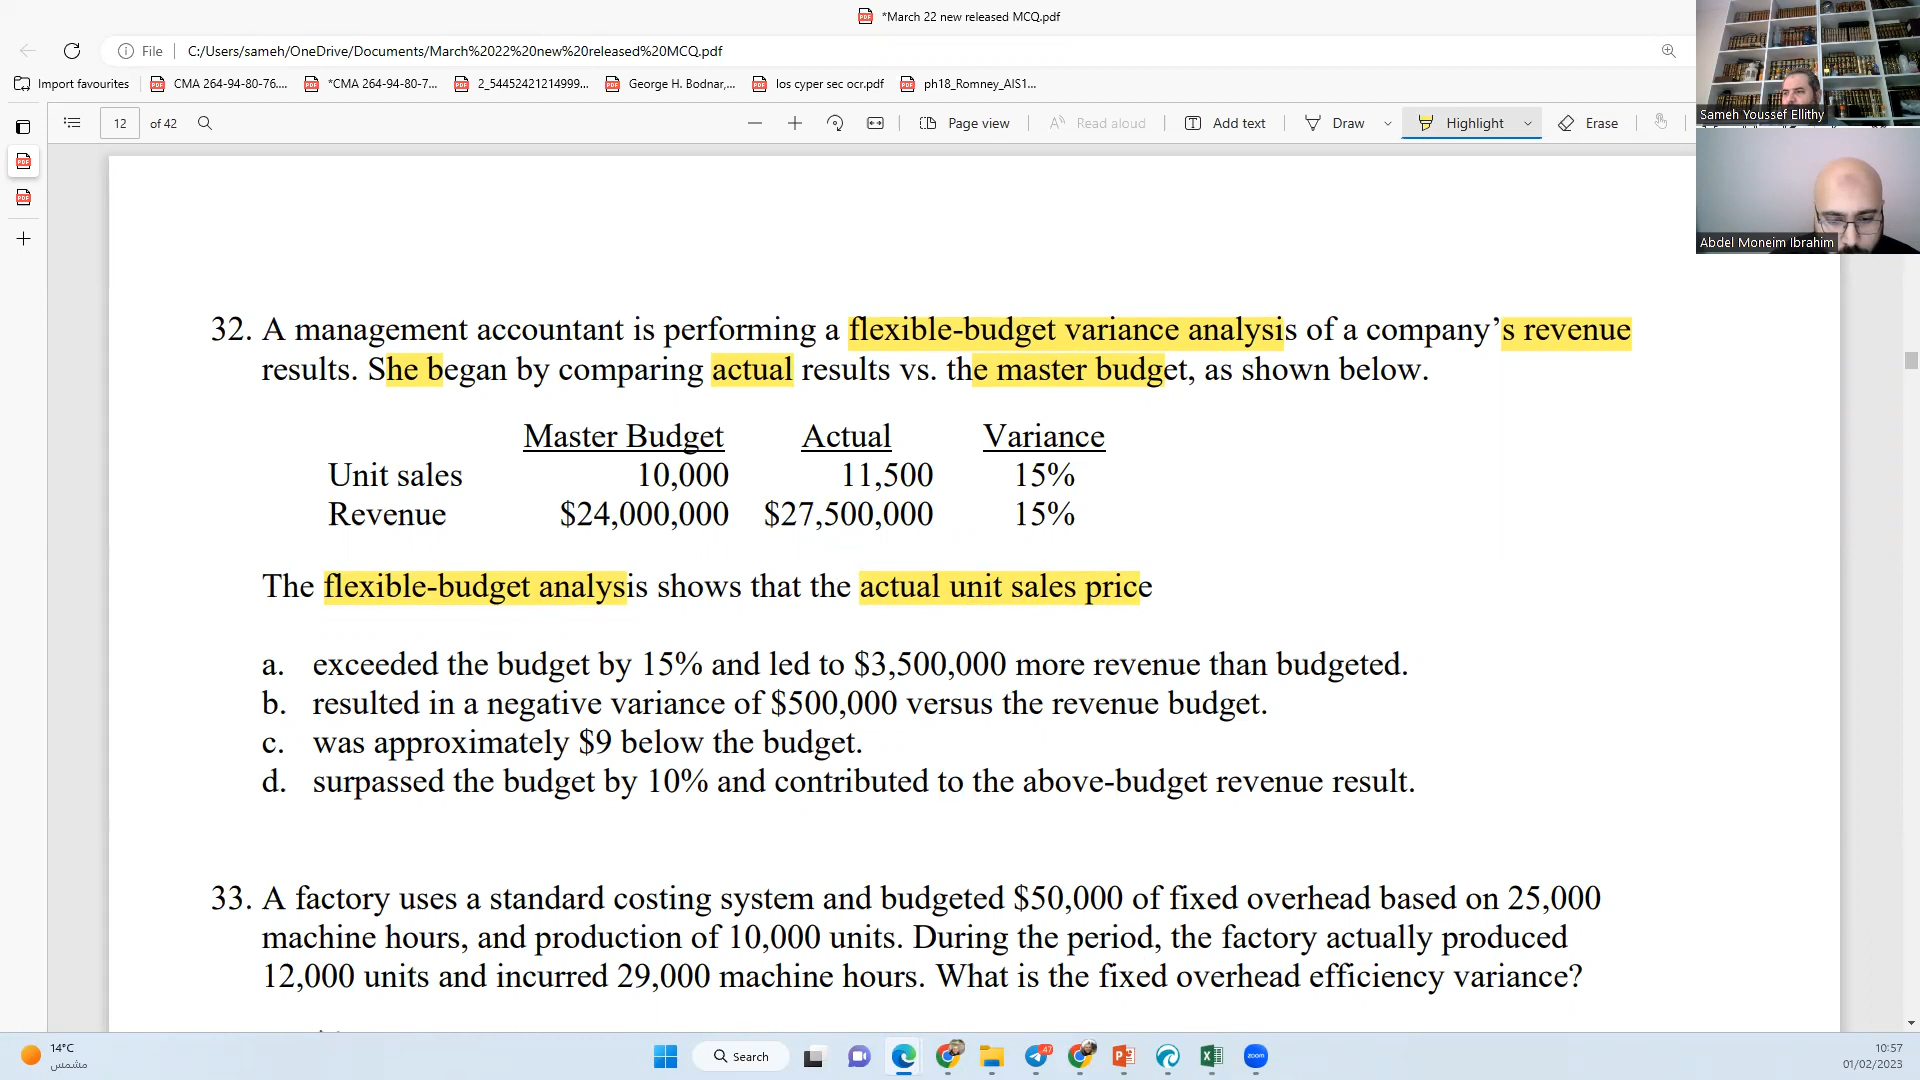 *March 22 new released MCQ.pdf
File
C:/Users/sameh/OneDrive/Documents/March%2022%20new%20released%20MCQ.pdf
Import favourites
CMA 264-94-80-76....
*CMA 264-94-80-7...
2_54452421214999...
George H. Bodnar,...
los cyper sec ocr.pdf
ph18_Romney_AIS1...
12 of 42
Page view
Read aloud
Add text
Draw
Highlight
Erase
Sameh Youssef Ellithy
Abdel Moneim Ibrahim
32. A management accountant is performing a flexible-budget variance analysis of a company's revenue
results. She began by comparing actual results vs. the master budget, as shown below.
Master Budget Actual Variance
Unit sales 10,000 11,500 15%
Revenue $24,000,000 $27,500,000 15%
The flexible-budget analysis shows that the actual unit sales price
a. exceeded the budget by 15% and led to $3,500,000 more revenue than budgeted.
b. resulted in a negative variance of $500,000 versus the revenue budget.
c. was approximately $9 below the budget.
d. surpassed the budget by 10% and contributed to the above-budget revenue result.
33. A factory uses a standard costing system and budgeted $50,000 of fixed overhead based on 25,000
machine hours, and production of 10,000 units. During the period, the factory actually produced
12,000 units and incurred 29,000 machine hours. What is the fixed overhead efficiency variance?
14°C
مشمس
Search
47
zoom
10:57
01/02/2023